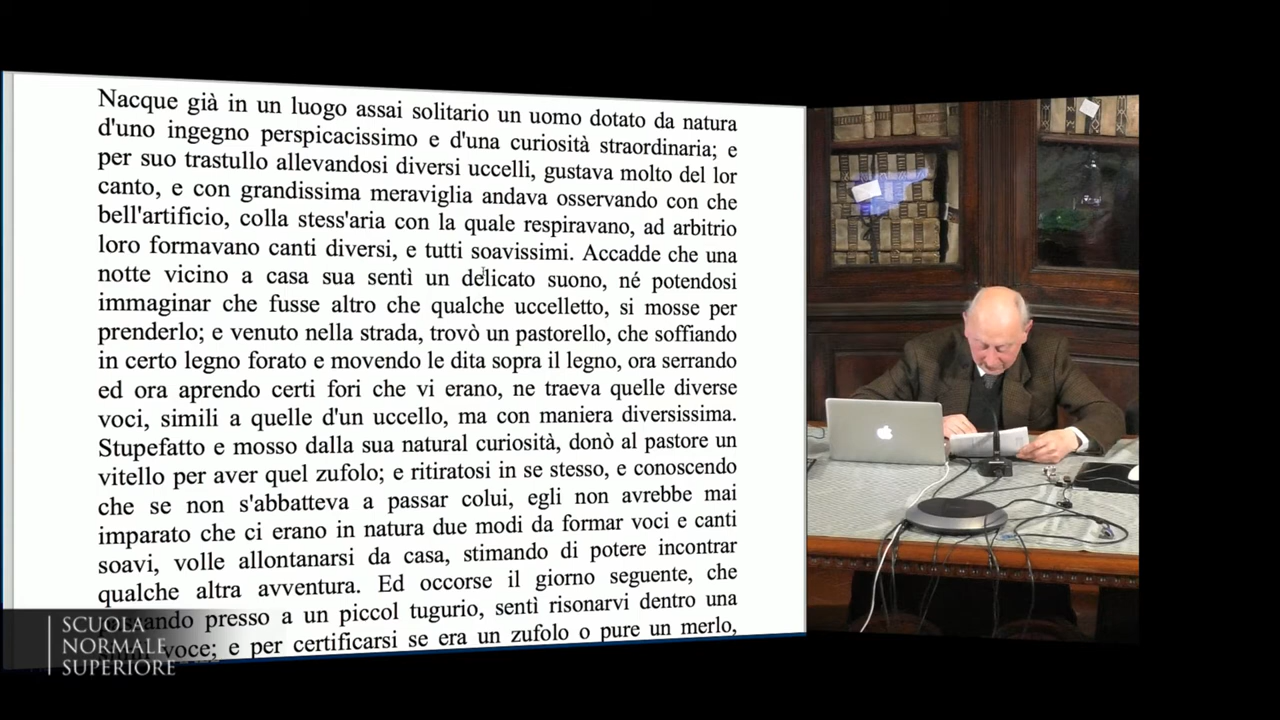 Nacque già in un luogo assai solitario un uomo dotato da natura
d'uno ingegno perspicacissimo e d'una curiosità straordinaria; e
per suo trastullo allevandosi diversi uccelli, gustava molto del lor
canto, e con grandissima meraviglia andava osservando con che
bell'artificio, colla stess'aria con la quale respiravano, ad arbitrio
loro formavano canti diversi, e tutti soavissimi. Accadde che una
notte vicino a casa sua sentì un delicato suono, né potendosi
immaginar che fusse altro che qualche uccelletto, si mosse per
prenderlo; e venuto nella strada, trovò un pastorello, che soffiando
in certo legno forato e movendo le dita sopra il legno, ora serrando
ed ora aprendo certi fori che vi erano, ne traeva quelle diverse
voci, simili a quelle d'un uccello, ma con maniera diversissima.
Stupefatto e mosso dalla sua natural curiosità, donò al pastore un
vitello per aver quel zufolo; e ritiratosi in se stesso, e conoscendo
che se non s'abbatteva a passar colui, egli non avrebbe mai
imparato che ci erano in natura due modi da formar voci e canti
soavi, volle allontanarsi da casa, stimando di potere incontrar
qualche altra avventura. Ed occorse il giorno seguente, che
presso a un piccol tugurio, sentì risonarvi dentro una
voce; e per certificarsi se era un zufolo o pure un merlo,
SCUOLA
NORMALE
SUPERIORE